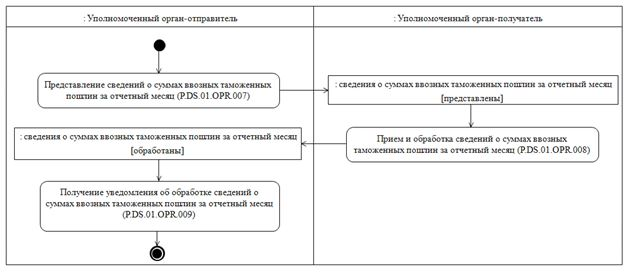 : Уполномоченный орган-отправитель
: Уполномоченный орган-получатель
Представление сведений о суммах ввозных таможенных
пошлин за отчетный месяц (P.DS.01.OPR.007)
: сведения о суммах ввозных таможенных пошлин за отчетный месяц
[представлены]
Прием и обработка сведений о суммах ввозных
таможенных пошлин за отчетный месяц (P.DS.01.OPR.008)
: сведения о суммах ввозных таможенных пошлин за отчетный месяц
[обработаны]
Получение уведомления об обработке сведений о
суммах ввозных таможенных пошлин за отчетный месяц
(P.DS.01.OPR.009)